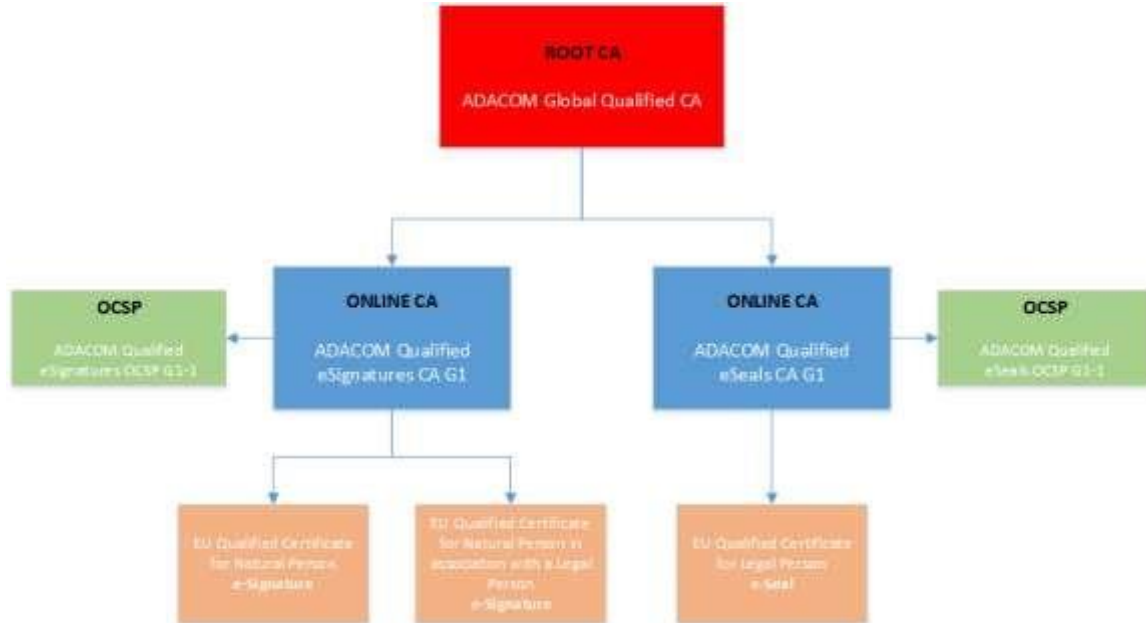 ROOT CA
ADACOM Global Qualified CA
OCSP
ADACOM Qualified
eSignatures OCSP G1-1
ONLINE CA
ADACOM Qualified
eSignatures CA G1
ONLINE CA
ADACOM Qualified
eSeals CA G1
OCSP
ADACOM Qualified
eSeals OCSP G1-1
EU Qualified Certificate
for Natural Person
e-Signature
EU Qualified Certificate
for Natural Person in
association with a Legal
Person
e-Signature
EU Qualified Certificate
for Legal Person
e-Seal